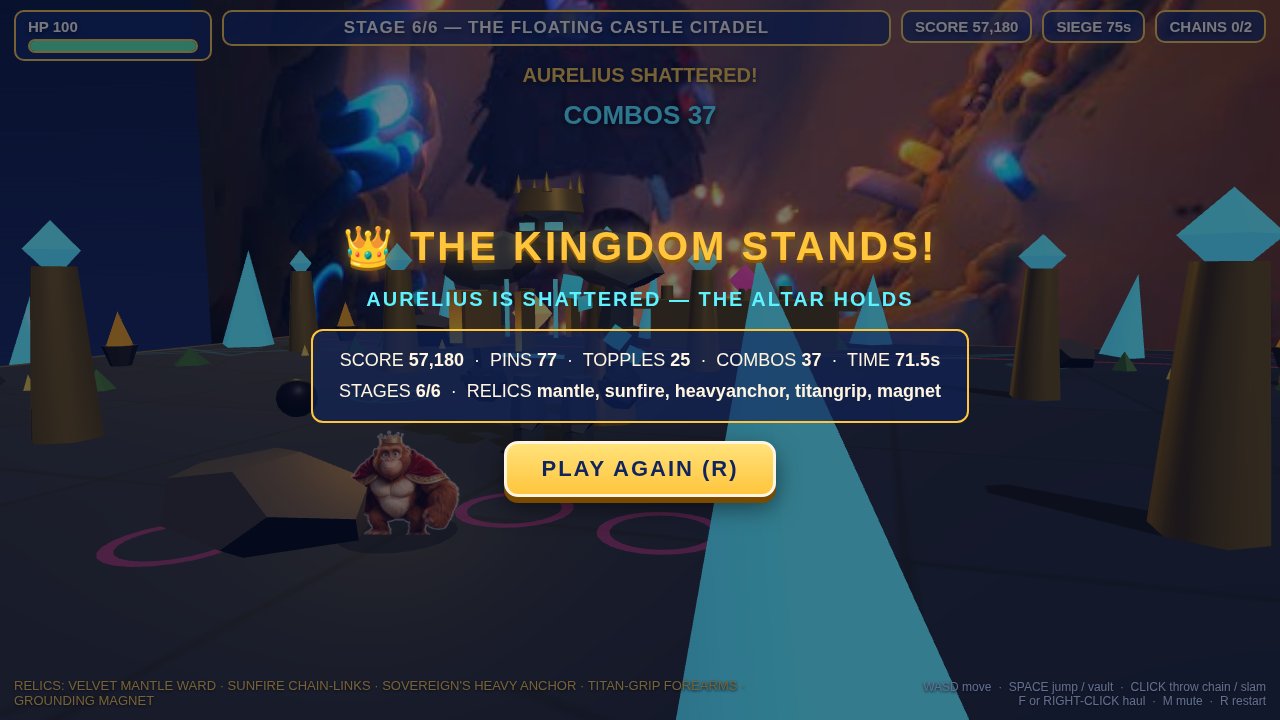 HP 100
STAGE 6/6 — THE FLOATING CASTLE CITADEL
SCORE 57,180
SIEGE 75s
CHAINS 0/2
AURELIUS SHATTERED!
COMBOS 37
👑 THE KINGDOM STANDS!
AURELIUS IS SHATTERED — THE ALTAR HOLDS
SCORE 57,180 · PINS 77 · TOPPLES 25 · COMBOS 37 · TIME 71.5s
STAGES 6/6 · RELICS mantle, sunfire, heavyanchor, titangrip, magnet
PLAY AGAIN (R)
RELICS: VELVET MANTLE WARD · SUNFIRE CHAIN-LINKS · SOVEREIGN'S HEAVY ANCHOR · TITAN-GRIP FOREARMS ·
GROUNDING MAGNET
WASD move · SPACE jump / vault · CLICK throw chain / slam
F or RIGHT-CLICK haul · M mute · R restart